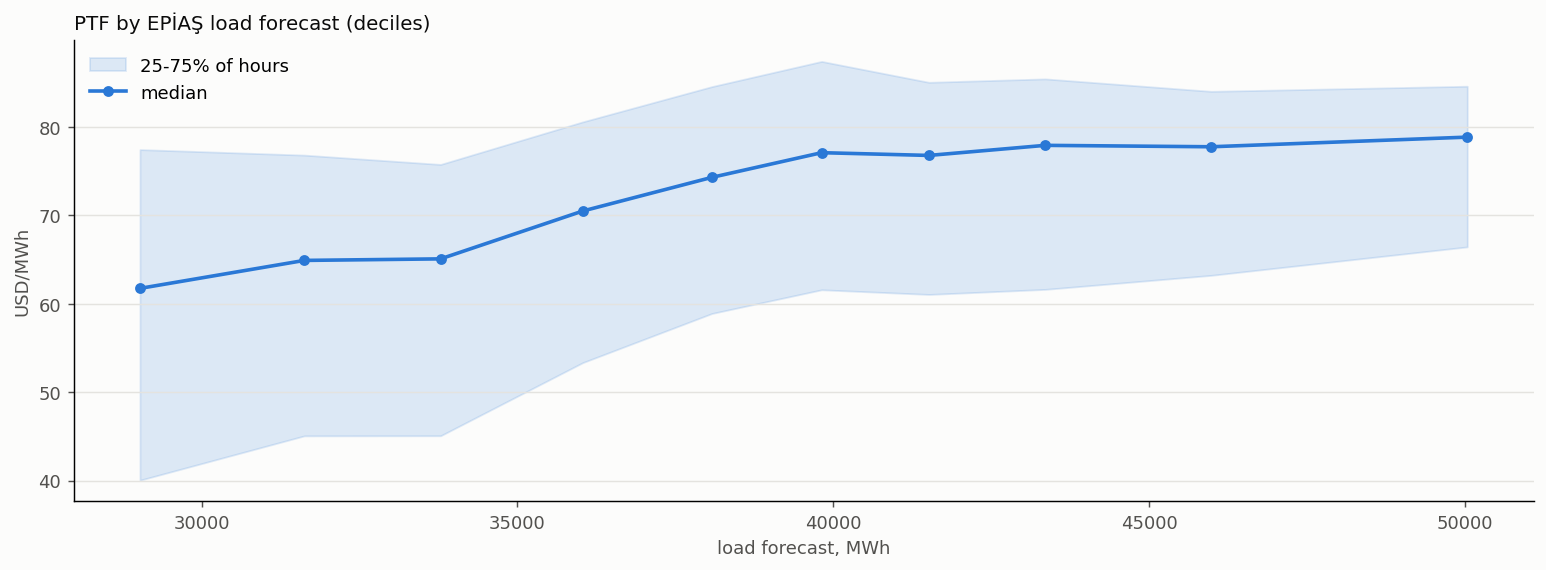 PTF by EPİAŞ load forecast (deciles)
25-75% of hours
median
USD/MWh
80
70
60
50
40
30000
35000
40000
45000
50000
load forecast, MWh